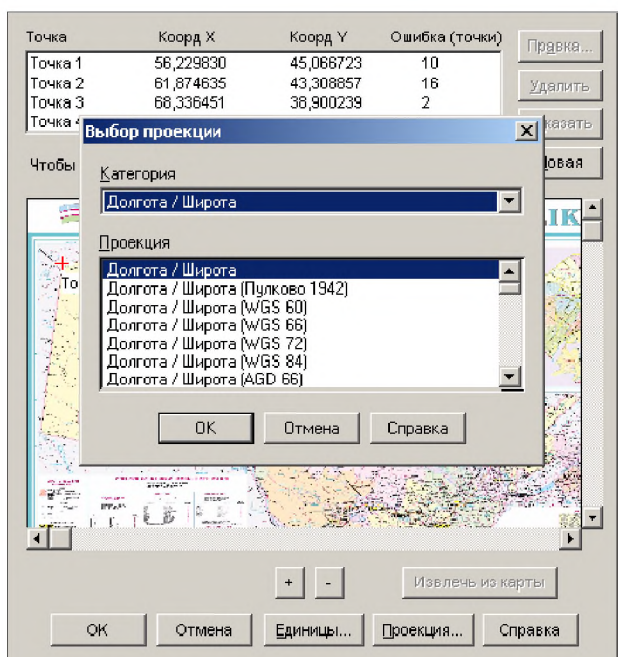 Точка Коорд X Коорд Y Ошибка (точки)
Точка 1 56,229830 45,066723 10
Точка 2 61,874635 43,308857 16
Точка 3 68,336451 38,900239 2
Точка
Правка...
Удалить
Чтобы
Выбор проекции
Категория
Долгота / Широта
Проекция
Долгота / Широта
Долгота / Широта (Пулково 1942)
Долгота / Широта (WGS 60)
Долгота / Широта (WGS 66)
Долгота / Широта (WGS 72)
Долгота / Широта (WGS 84)
Долгота / Широта (AGD 66)
OK Отмена Справка
+ - Извлечь из карты
OK Отмена Единицы... Проекция... Справка